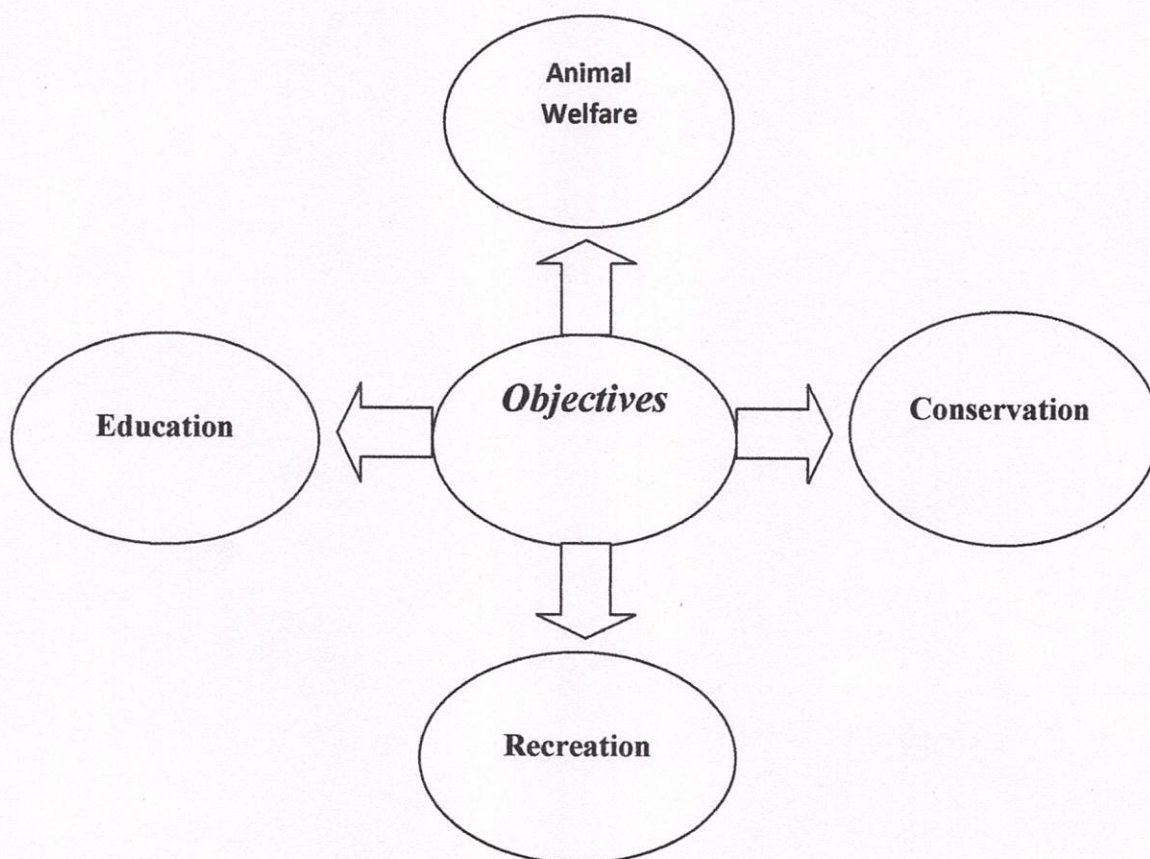 Animal
Welfare
Objectives
Education
Conservation
Recreation